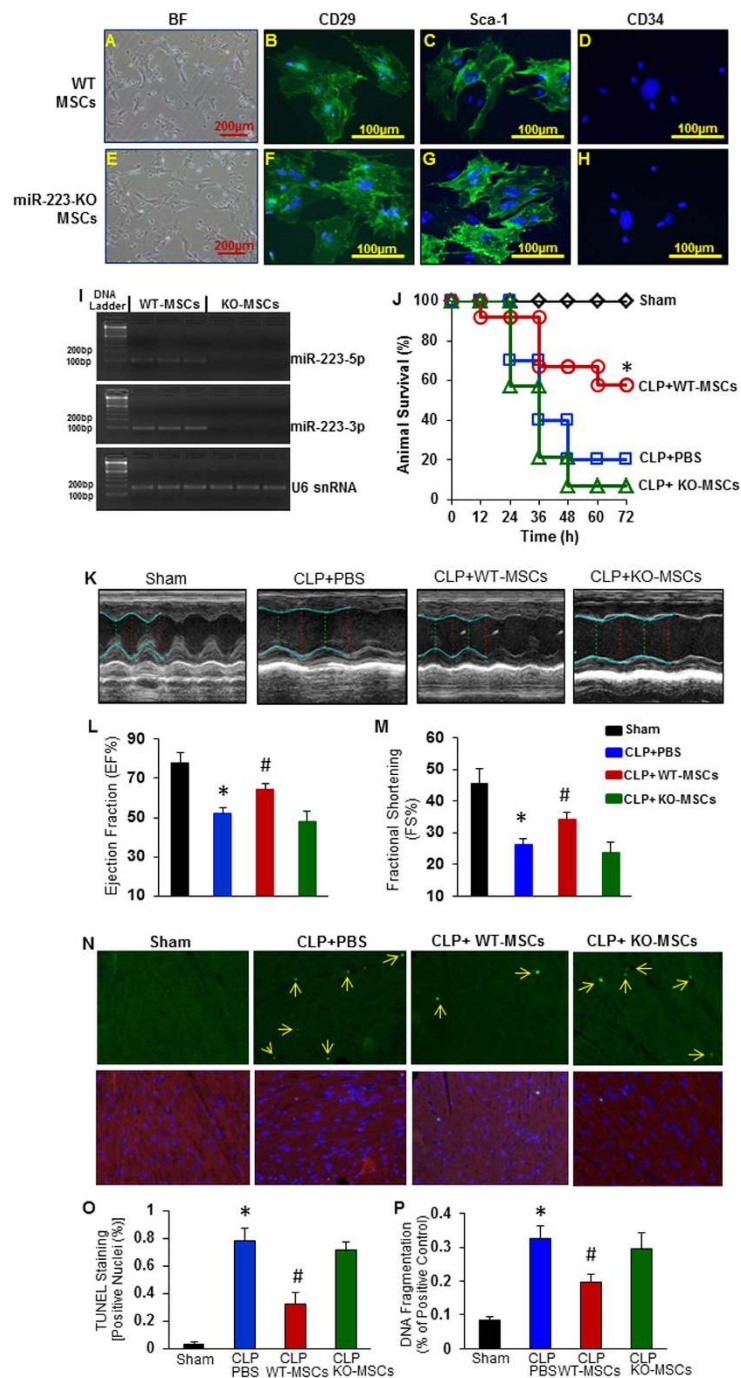 BF CD29 Sca-1 CD34
A B C D
WT
MSCs
200μm 100μm 100μm 100μm
E F G H
miR-223-KO
MSCs
200μm 100μm 100μm 100μm
I
DNA
Ladder
WT-MSCs KO-MSCs
200bp
100bp
miR-223-5p
200bp
100bp
miR-223-3p
200bp
100bp
U6 snRNA
J
Animal Survival (%)
100
80
60
40
20
0
Sham
*
CLP+WT-MSCs
CLP+PBS
CLP+ KO-MSCs
0 12 24 36 48 60 72
Time (h)
K
Sham CLP+PBS CLP+WT-MSCs CLP+KO-MSCs
L
Ejection Fraction (EF%)
90
70
50
30
10
* #
M
Fractional Shortening
(FS%)
60
50
40
30
20
10
* #
Sham
CLP+PBS
CLP+ WT-MSCs
CLP+ KO-MSCs
N
Sham CLP+PBS CLP+ WT-MSCs CLP+ KO-MSCs
O
TUNEL Staining
[Positive Nuclei (%)]
1
0.8
0.6
0.4
0.2
0
* #
Sham CLP CLP CLP
PBS WT-MSCs KO-MSCs
P
DNA Fragmentation
(% of Positive Control)
0.4
0.3
0.2
0.1
0
* #
Sham CLP CLP CLP
PBS WT-MSCs KO-MSCs